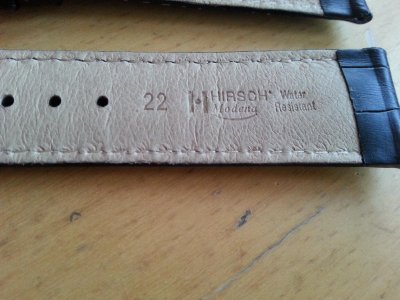 22 HIRSCH® Water
Modena Resistant